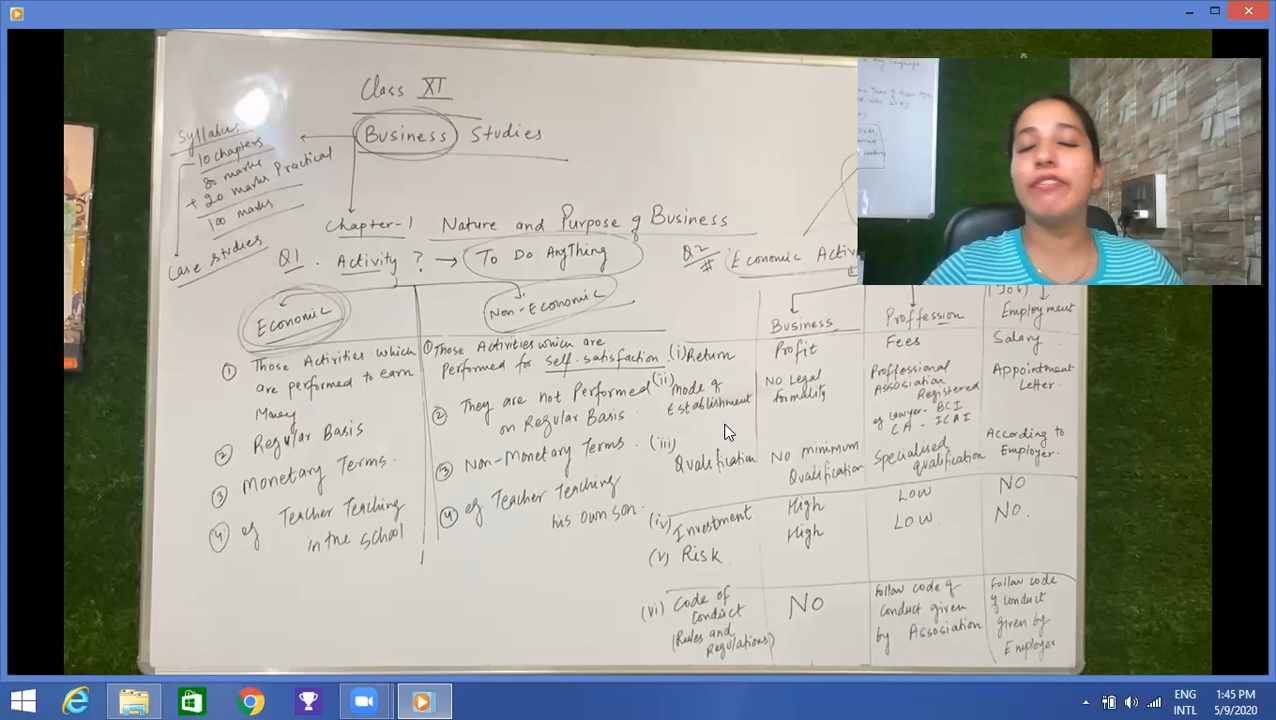 Class XI
Business Studies
Syllabus
10 chapters
80 marks
+ 20 marks Practical
100 marks
Case studies
Chapter-1 Nature and Purpose of Business
Q1. Activity ? → To Do Anything
Economic
Non-Economic
① Those Activities which
are performed to earn
Money
② Regular Basis
③ Monetary Terms.
④ eg Teacher Teaching
in the school
① Those Activities which are
performed for self-satisfaction
② They are not Performed
on Regular Basis.
③ Non-Monetary Terms.
④ eg Teacher Teaching
his own son.
Q2
#
Economic Activ
Business
Proffession
(Job)
Employment
(i) Return
Profit
Fees
Salary
(ii) Mode of
Establishment
No Legal
formality
Proffessional
Assosiation
Registered
eg Lawyer- BCI
CA - ICAI
Appointment
Letter
(iii)
Qualification
No minimum
Qualification
Specialised
qualification
According to
Employer.
(iv) Investment
High
Low
NO
(v) Risk
High
Low
No.
(vi) Code of
conduct
(Rules and
Regulations)
NO
Follow code of
conduct given
by Assosiation
Follow code
of conduct
given by
Employer
ENG
INTL
1:45 PM
5/9/2020